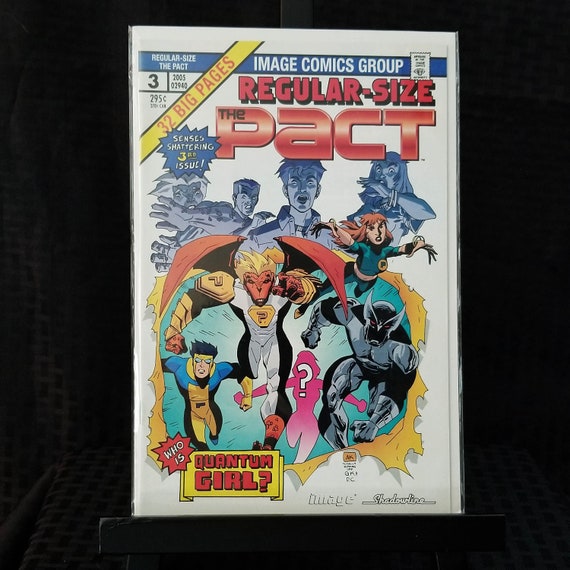 REGULAR-SIZE
THE PACT
3
2005
02940
295¢
32 BIG PAGES
IMAGE COMICS GROUP
REGULAR-SIZE
THE
PACT
SENSES
SHATTERING
3RD
ISSUE!
P
?
?
WHO
IS
QUANTUM
GIRL?
image
Shadowline